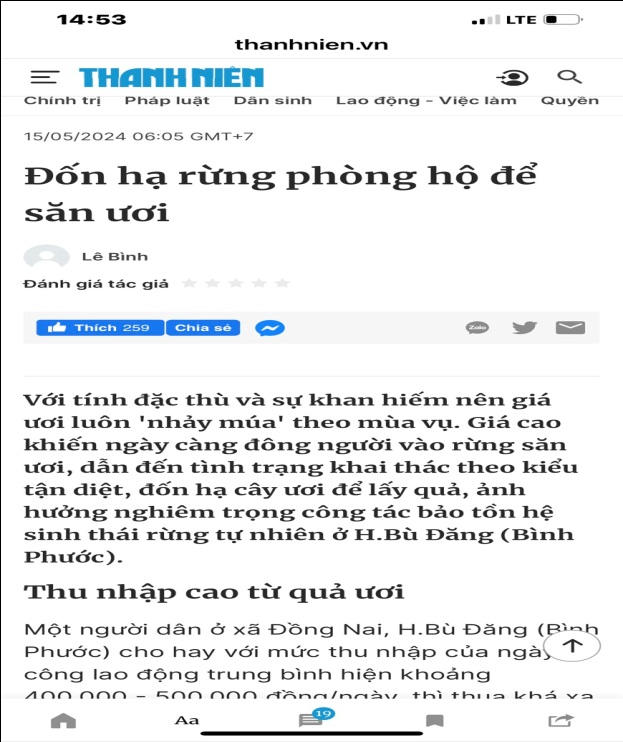 14:53
LTE
thanhnien.vn
THANH NIÊN
Chính trị Pháp luật Dân sinh Lao động - Việc làm Quyền
15/05/2024 06:05 GMT+7
Đốn hạ rừng phòng hộ để
săn ươi
Lê Bình
Đánh giá tác giả
Thích 259 Chia sẻ
Zalo
Với tính đặc thù và sự khan hiếm nên giá
ươi luôn 'nhảy múa' theo mùa vụ. Giá cao
khiến ngày càng đông người vào rừng săn
ươi, dẫn đến tình trạng khai thác theo kiểu
tận diệt, đốn hạ cây ươi để lấy quả, ảnh
hưởng nghiêm trọng công tác bảo tồn hệ
sinh thái rừng tự nhiên ở H.Bù Đăng (Bình
Phước).
Thu nhập cao từ quả ươi
Một người dân ở xã Đồng Nai, H.Bù Đăng (Bình
Phước) cho hay với mức thu nhập của ngày
công lao động trung bình hiện khoảng
400.000 - 500.000 đồng/ngày, thì thua khá xa
Aa
19